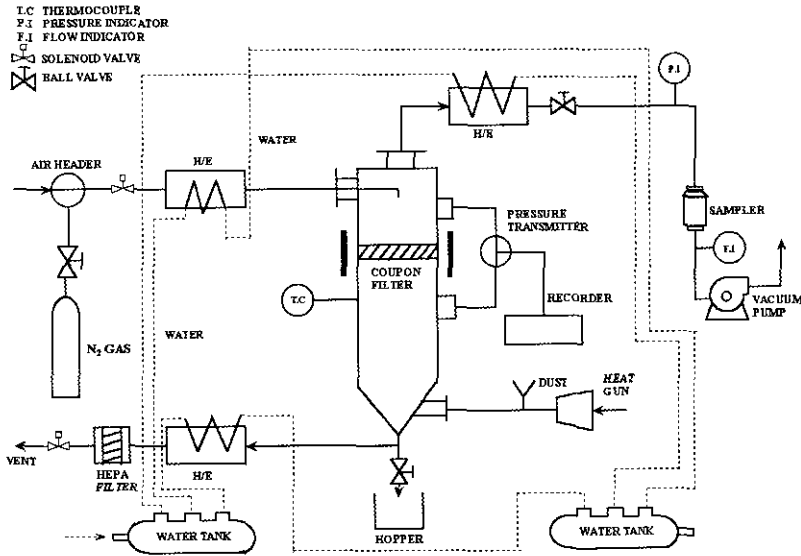 T.C THERMOCOUPLE
P.I PRESSURE INDICATOR
F.I FLOW INDICATOR
SOLENOID VALVE
BALL VALVE
P.I
H/E
WATER
H/E
AIR HEADER
SAMPLER
PRESSURE
TRANSMITTER
F.I
COUPON
FILTER
T.C
RECORDER
VACUUM
PUMP
N2 GAS
WATER
DUST
HEAT
GUN
VENT
HEPA
FILTER
H/E
HOPPER
WATER TANK
WATER TANK